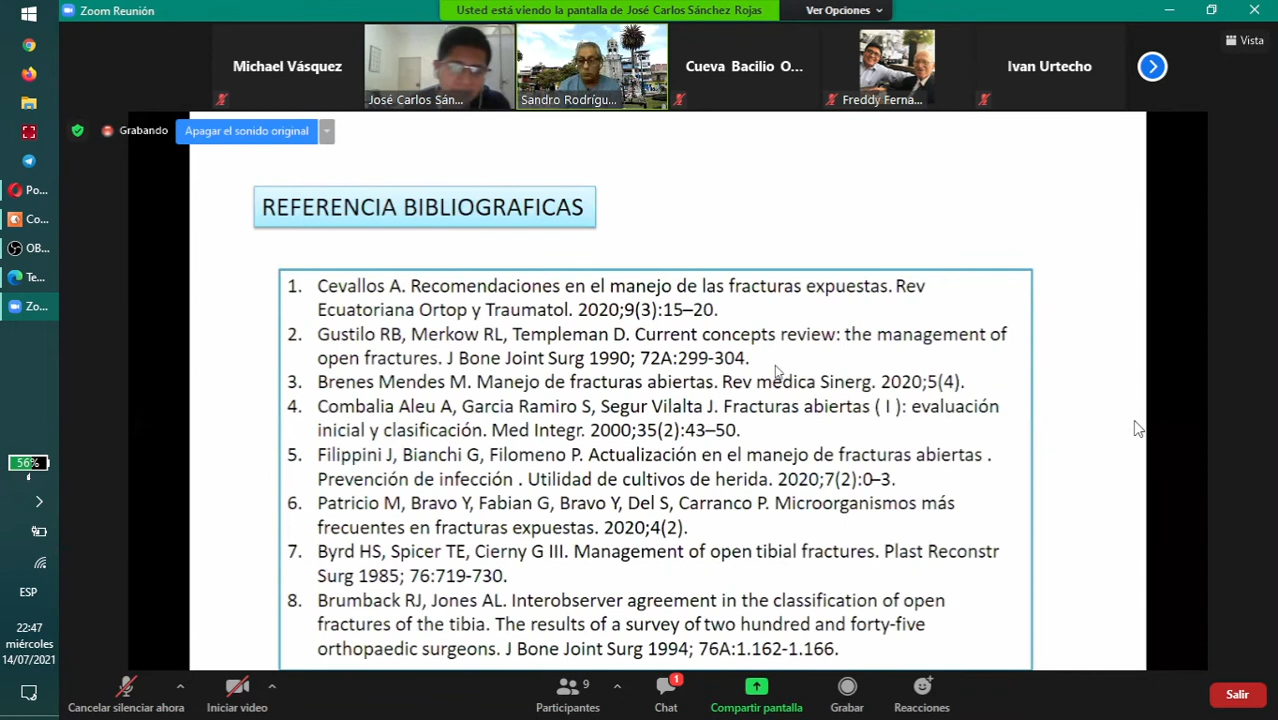 Zoom Reunión
Usted está viendo la pantalla de José Carlos Sánchez Rojas
Ver Opciones
Vista
Michael Vásquez
José Carlos Sán...
Sandro Rodrígu...
Cueva Bacilio O...
Freddy Ferna...
Ivan Urtecho
Grabando
Apagar el sonido original
REFERENCIA BIBLIOGRAFICAS
1. Cevallos A. Recomendaciones en el manejo de las fracturas expuestas. Rev
Ecuatoriana Ortop y Traumatol. 2020;9(3):15–20.
2. Gustilo RB, Merkow RL, Templeman D. Current concepts review: the management of
open fractures. J Bone Joint Surg 1990; 72A:299-304.
3. Brenes Mendes M. Manejo de fracturas abiertas. Rev medica Sinerg. 2020;5(4).
4. Combalia Aleu A, Garcia Ramiro S, Segur Vilalta J. Fracturas abiertas ( I ): evaluación
inicial y clasificación. Med Integr. 2000;35(2):43–50.
5. Filippini J, Bianchi G, Filomeno P. Actualización en el manejo de fracturas abiertas .
Prevención de infección . Utilidad de cultivos de herida. 2020;7(2):0–3.
6. Patricio M, Bravo Y, Fabian G, Bravo Y, Del S, Carranco P. Microorganismos más
frecuentes en fracturas expuestas. 2020;4(2).
7. Byrd HS, Spicer TE, Cierny G III. Management of open tibial fractures. Plast Reconstr
Surg 1985; 76:719-730.
8. Brumback RJ, Jones AL. Interobserver agreement in the classification of open
fractures of the tibia. The results of a survey of two hundred and forty-five
orthopaedic surgeons. J Bone Joint Surg 1994; 76A:1.162-1.166.
Po...
Co...
OB...
Te...
Zo...
56%
ESP
22:47
miércoles
14/07/2021
Cancelar silenciar ahora
Iniciar video
9
Participantes
1
Chat
Compartir pantalla
Grabar
Reacciones
Salir